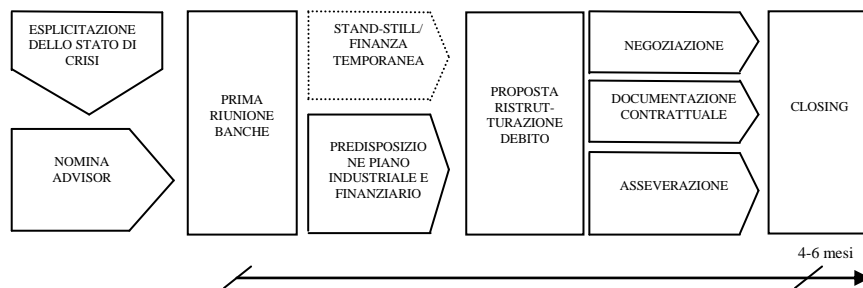 ESPLICITAZIONE
DELLO STATO DI
CRISI
NOMINA
ADVISOR
PRIMA
RIUNIONE
BANCHE
STAND-STILL/
FINANZA
TEMPORANEA
PREDISPOSIZIO
NE PIANO
INDUSTRIALE E
FINANZIARIO
PROPOSTA
RISTRUT-
TURAZIONE
DEBITO
NEGOZIAZIONE
DOCUMENTAZIONE
CONTRATTUALE
ASSEVERAZIONE
CLOSING
4-6 mesi